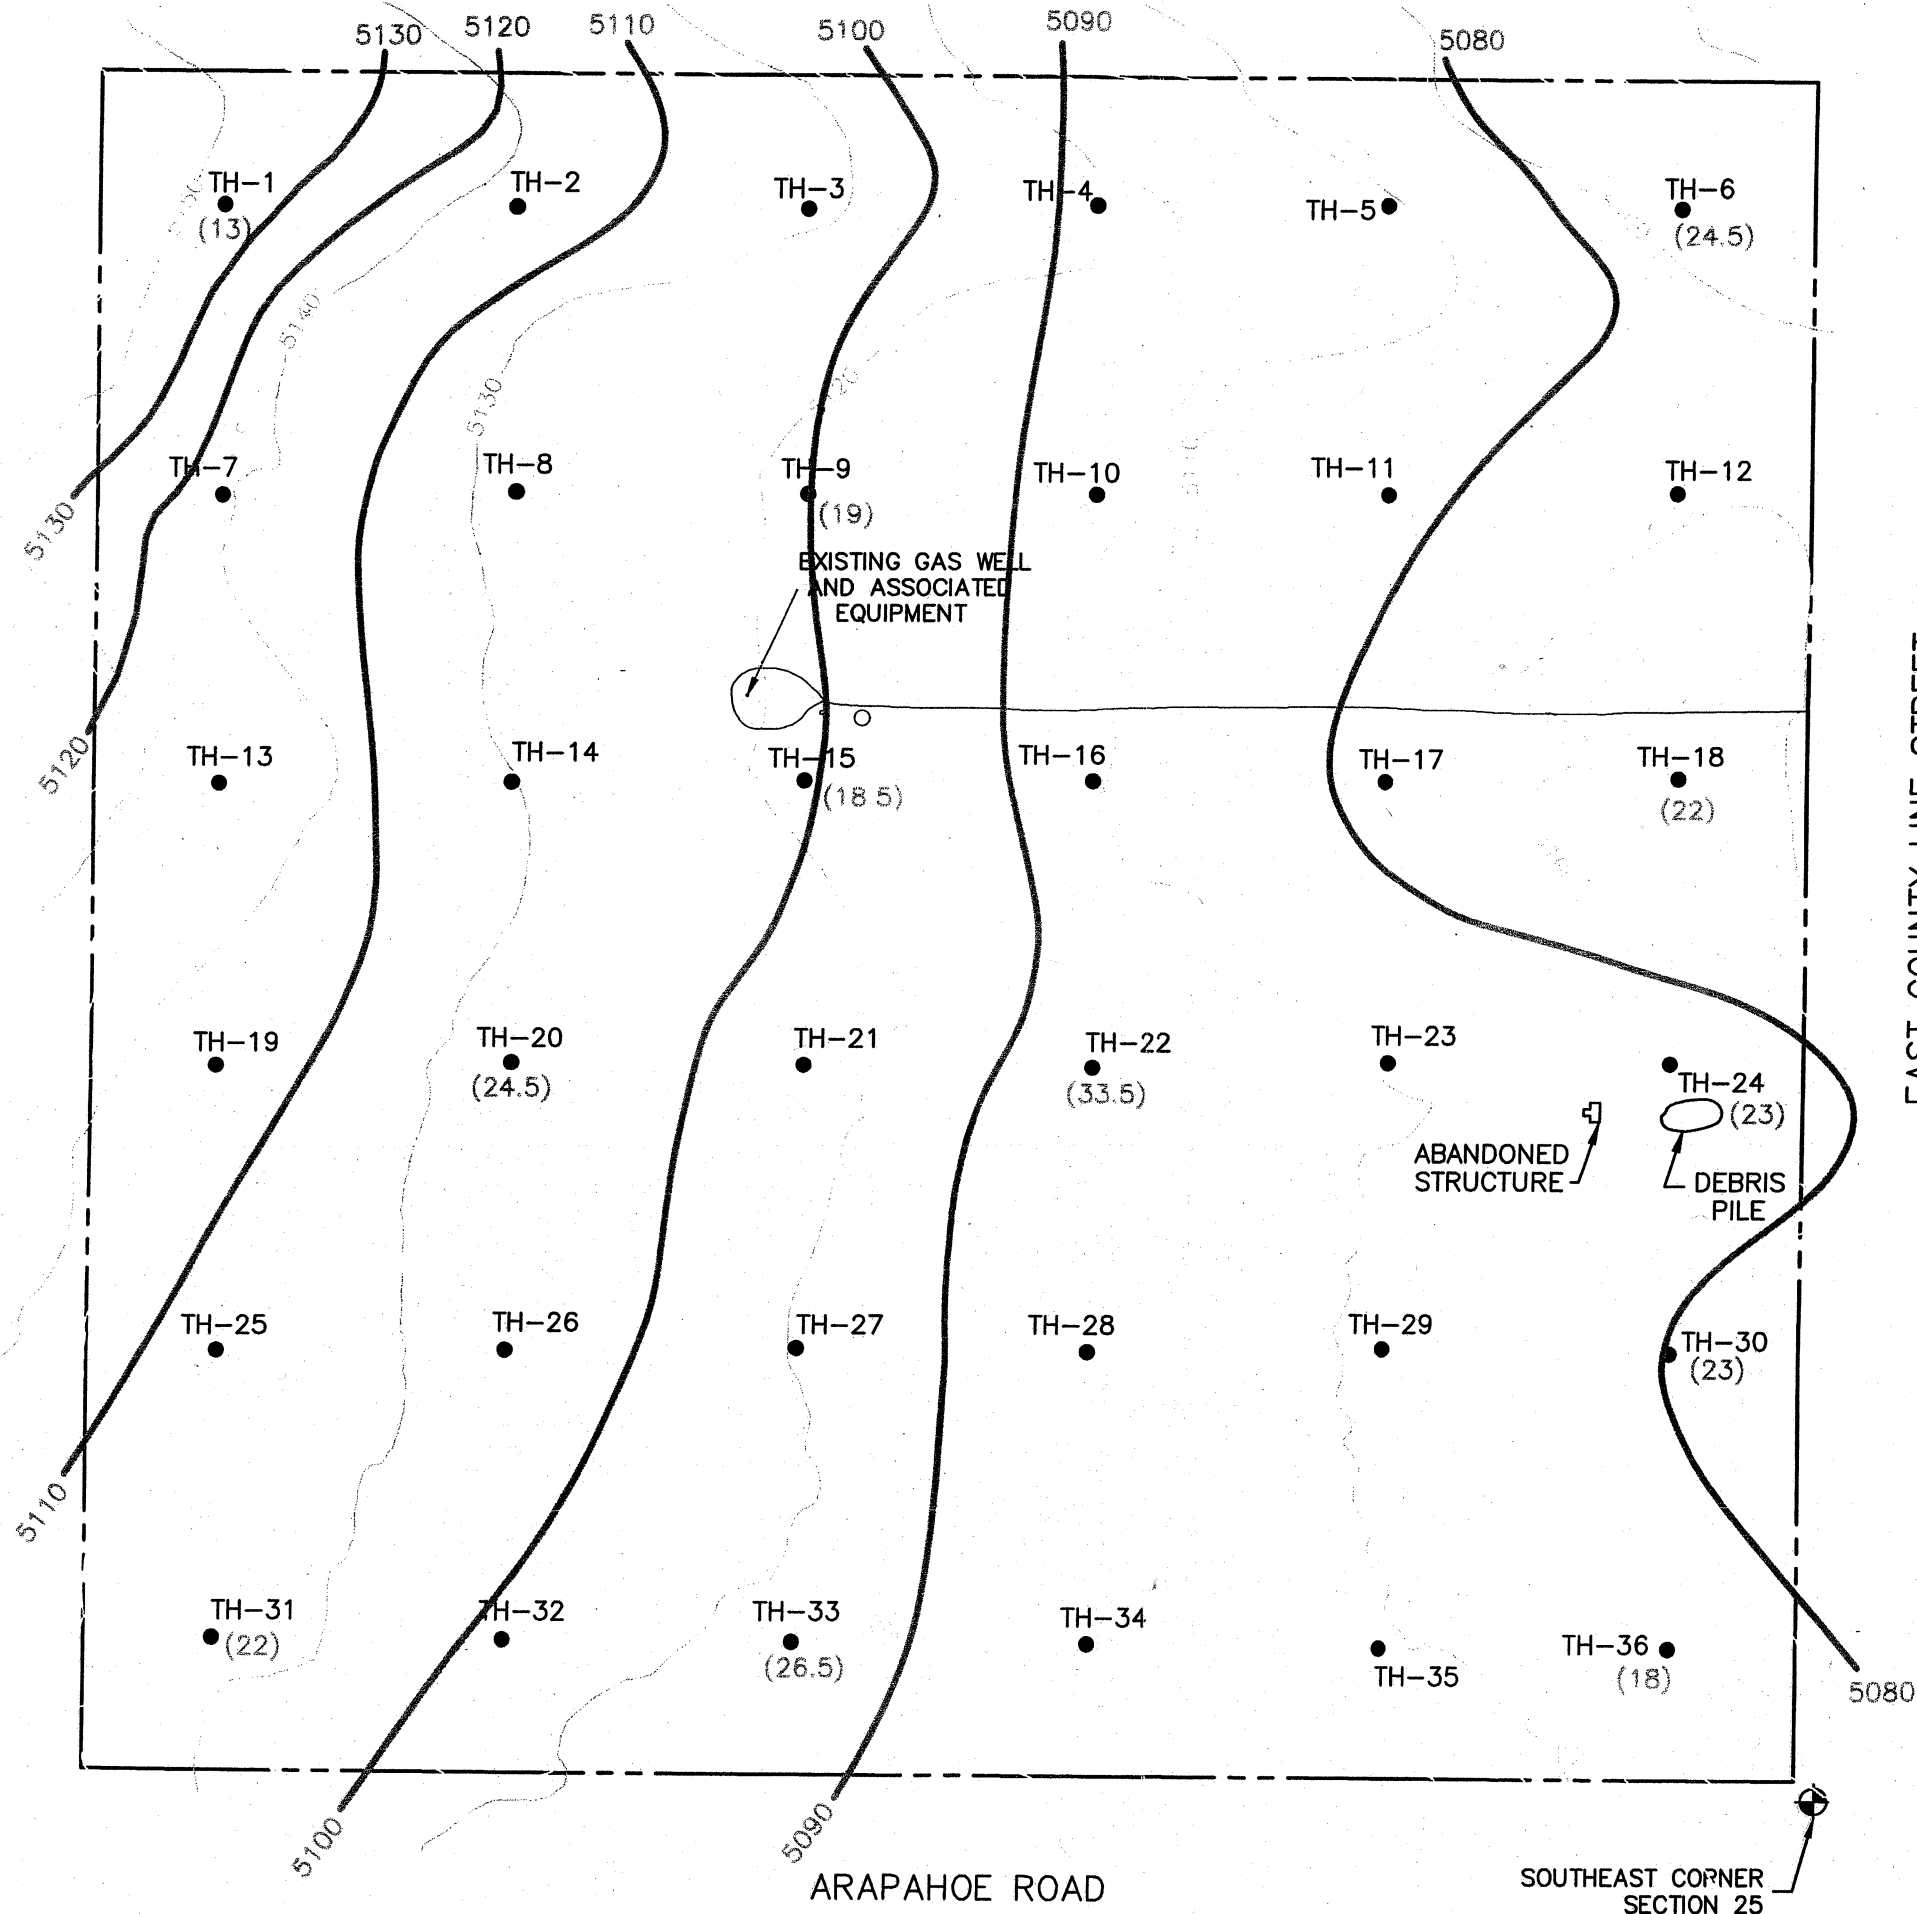 5130
5120
5110
5100
5090
5080
TH-1
(13)
TH-2
TH-3
TH-4
TH-5
TH-6
(24.5)
5140
5130
TH-7
TH-8
TH-9
(19)
TH-10
TH-11
TH-12
5130
EXISTING GAS WELL
AND ASSOCIATED
EQUIPMENT
5120
TH-13
TH-14
TH-15
(18.5)
TH-16
TH-17
TH-18
(22)
EAST COUNTY LINE STREET
TH-19
TH-20
(24.5)
TH-21
TH-22
(33.5)
TH-23
TH-24
(23)
ABANDONED
STRUCTURE
DEBRIS
PILE
TH-25
TH-26
TH-27
TH-28
TH-29
TH-30
(23)
5110
TH-31
(22)
TH-32
TH-33
(26.5)
TH-34
TH-35
TH-36
(18)
5080
5100
5090
ARAPAHOE ROAD
SOUTHEAST CORNER
SECTION 25